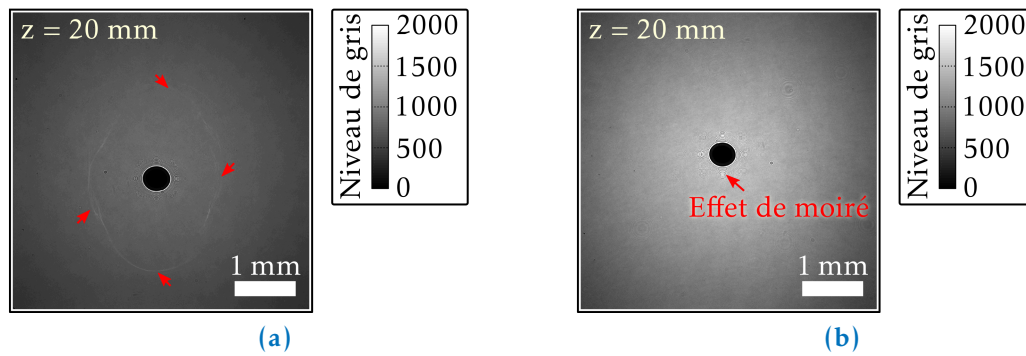 z = 20 mm
1 mm
Niveau de gris
2000
1500
1000
500
0
(a)
z = 20 mm
Effet de moiré
1 mm
Niveau de gris
2000
1500
1000
500
0
(b)